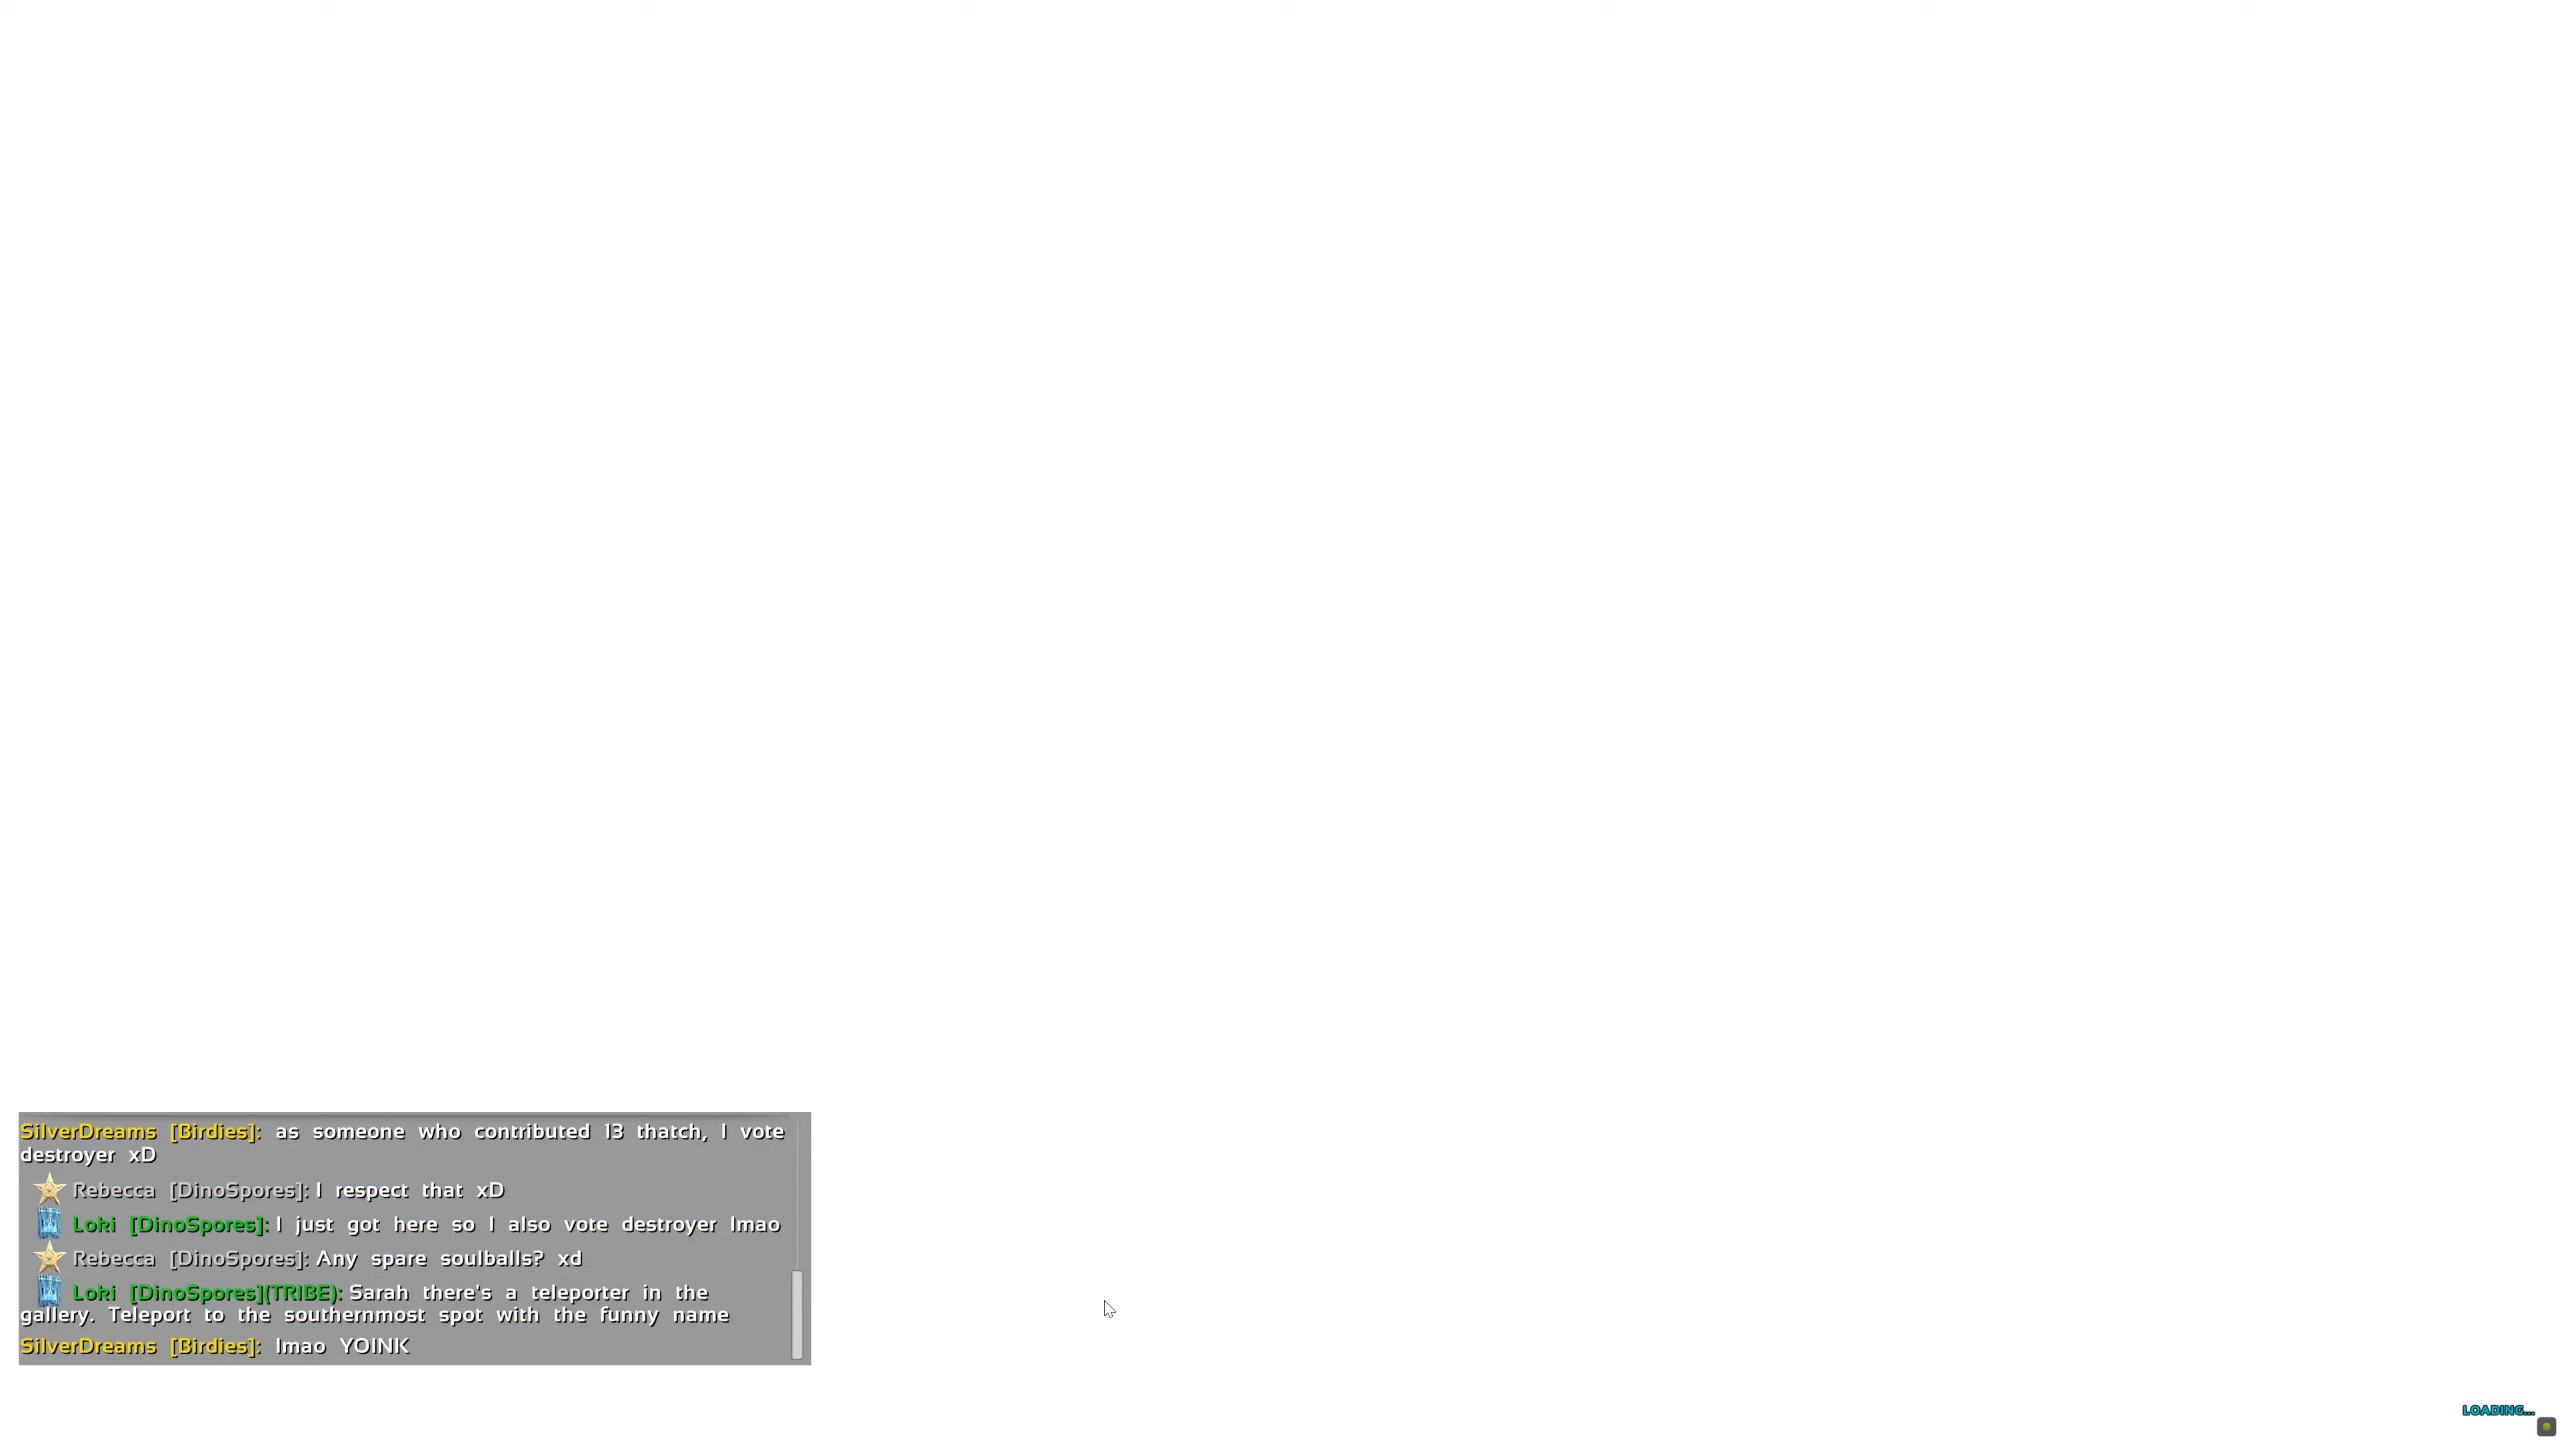 SilverDreams [Birdies]: as someone who contributed 13 thatch, I vote
destroyer xD
Rebecca [DinoSpores]: I respect that xD
Loki [DinoSpores]: I just got here so I also vote destroyer lmao
Rebecca [DinoSpores]: Any spare soulballs? xd
Loki [DinoSpores](TRIBE): Sarah there's a teleporter in the
gallery. Teleport to the southernmost spot with the funny name
SilverDreams [Birdies]: lmao YOINK
LOADING...